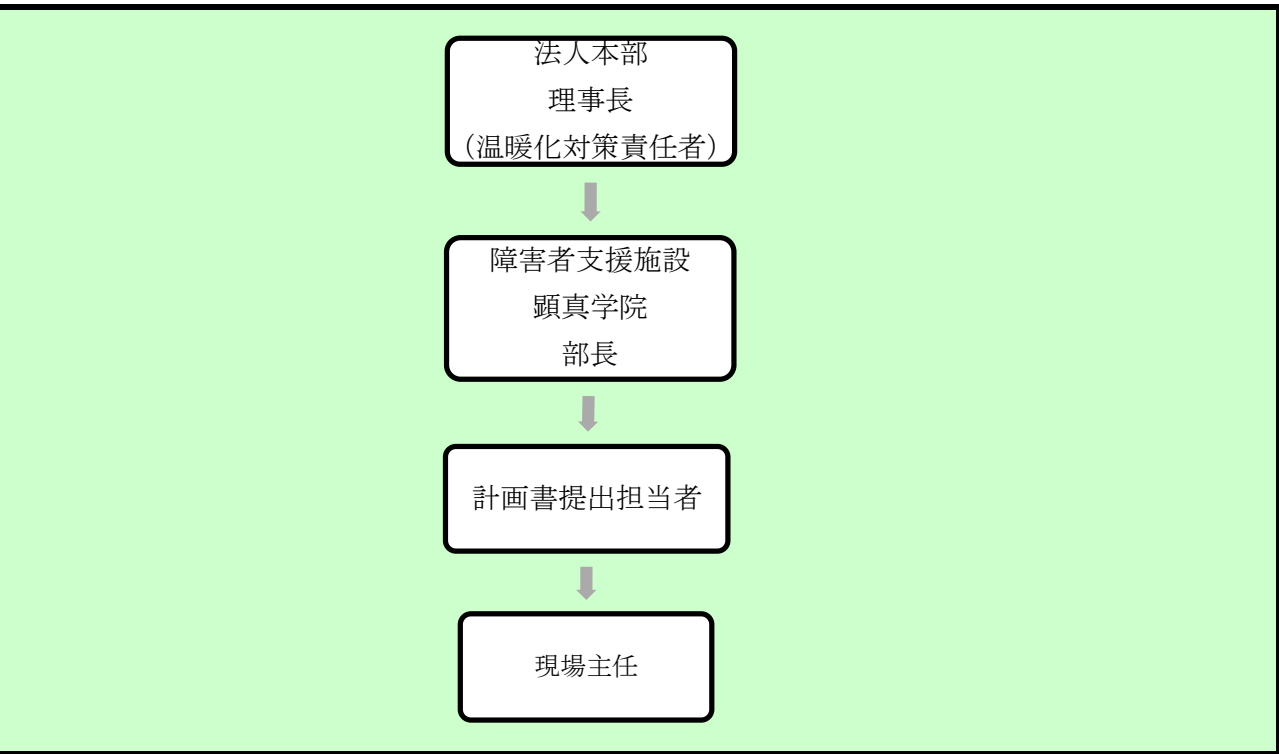 法人本部
理事長
（温暖化対策責任者）
障害者支援施設
顕真学院
部長
計画書提出担当者
現場主任